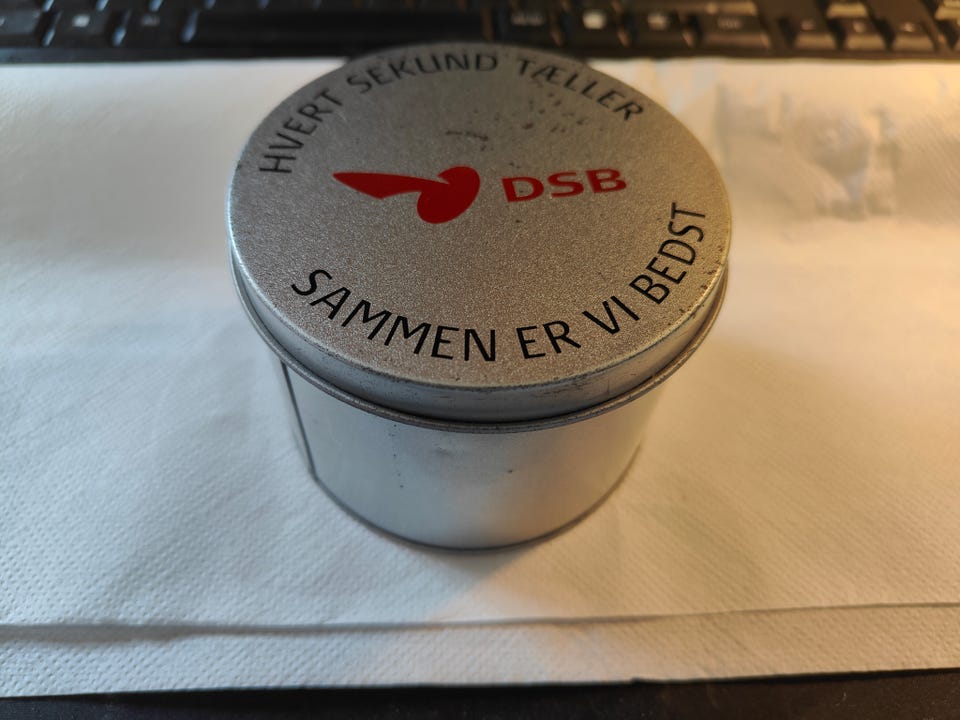 HVERT SEKUND TÆLLER
DSB
SAMMEN ER VI BEDST